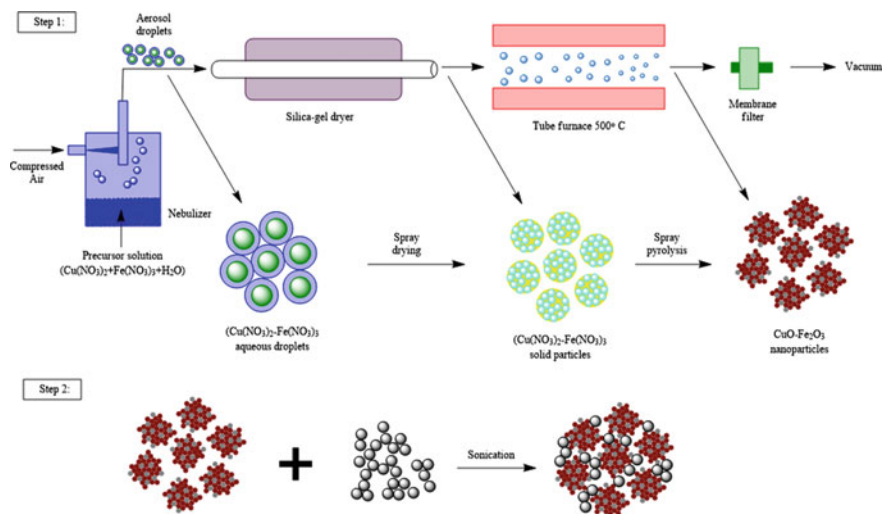 Step 1:
Aerosol
droplets
Silica-gel dryer
Tube furnace 500º C
Membrane
filter
Vacuum
Compressed
Air
Nebulizer
Precursor solution
(Cu(NO3)2+Fe(NO3)3+H2O)
Spray
drying
Spray
pyrolysis
(Cu(NO3)2-Fe(NO3)3
aqueous droplets
(Cu(NO3)2-Fe(NO3)3
solid particles
CuO-Fe2O3
nanoparticles
Step 2:
Sonication